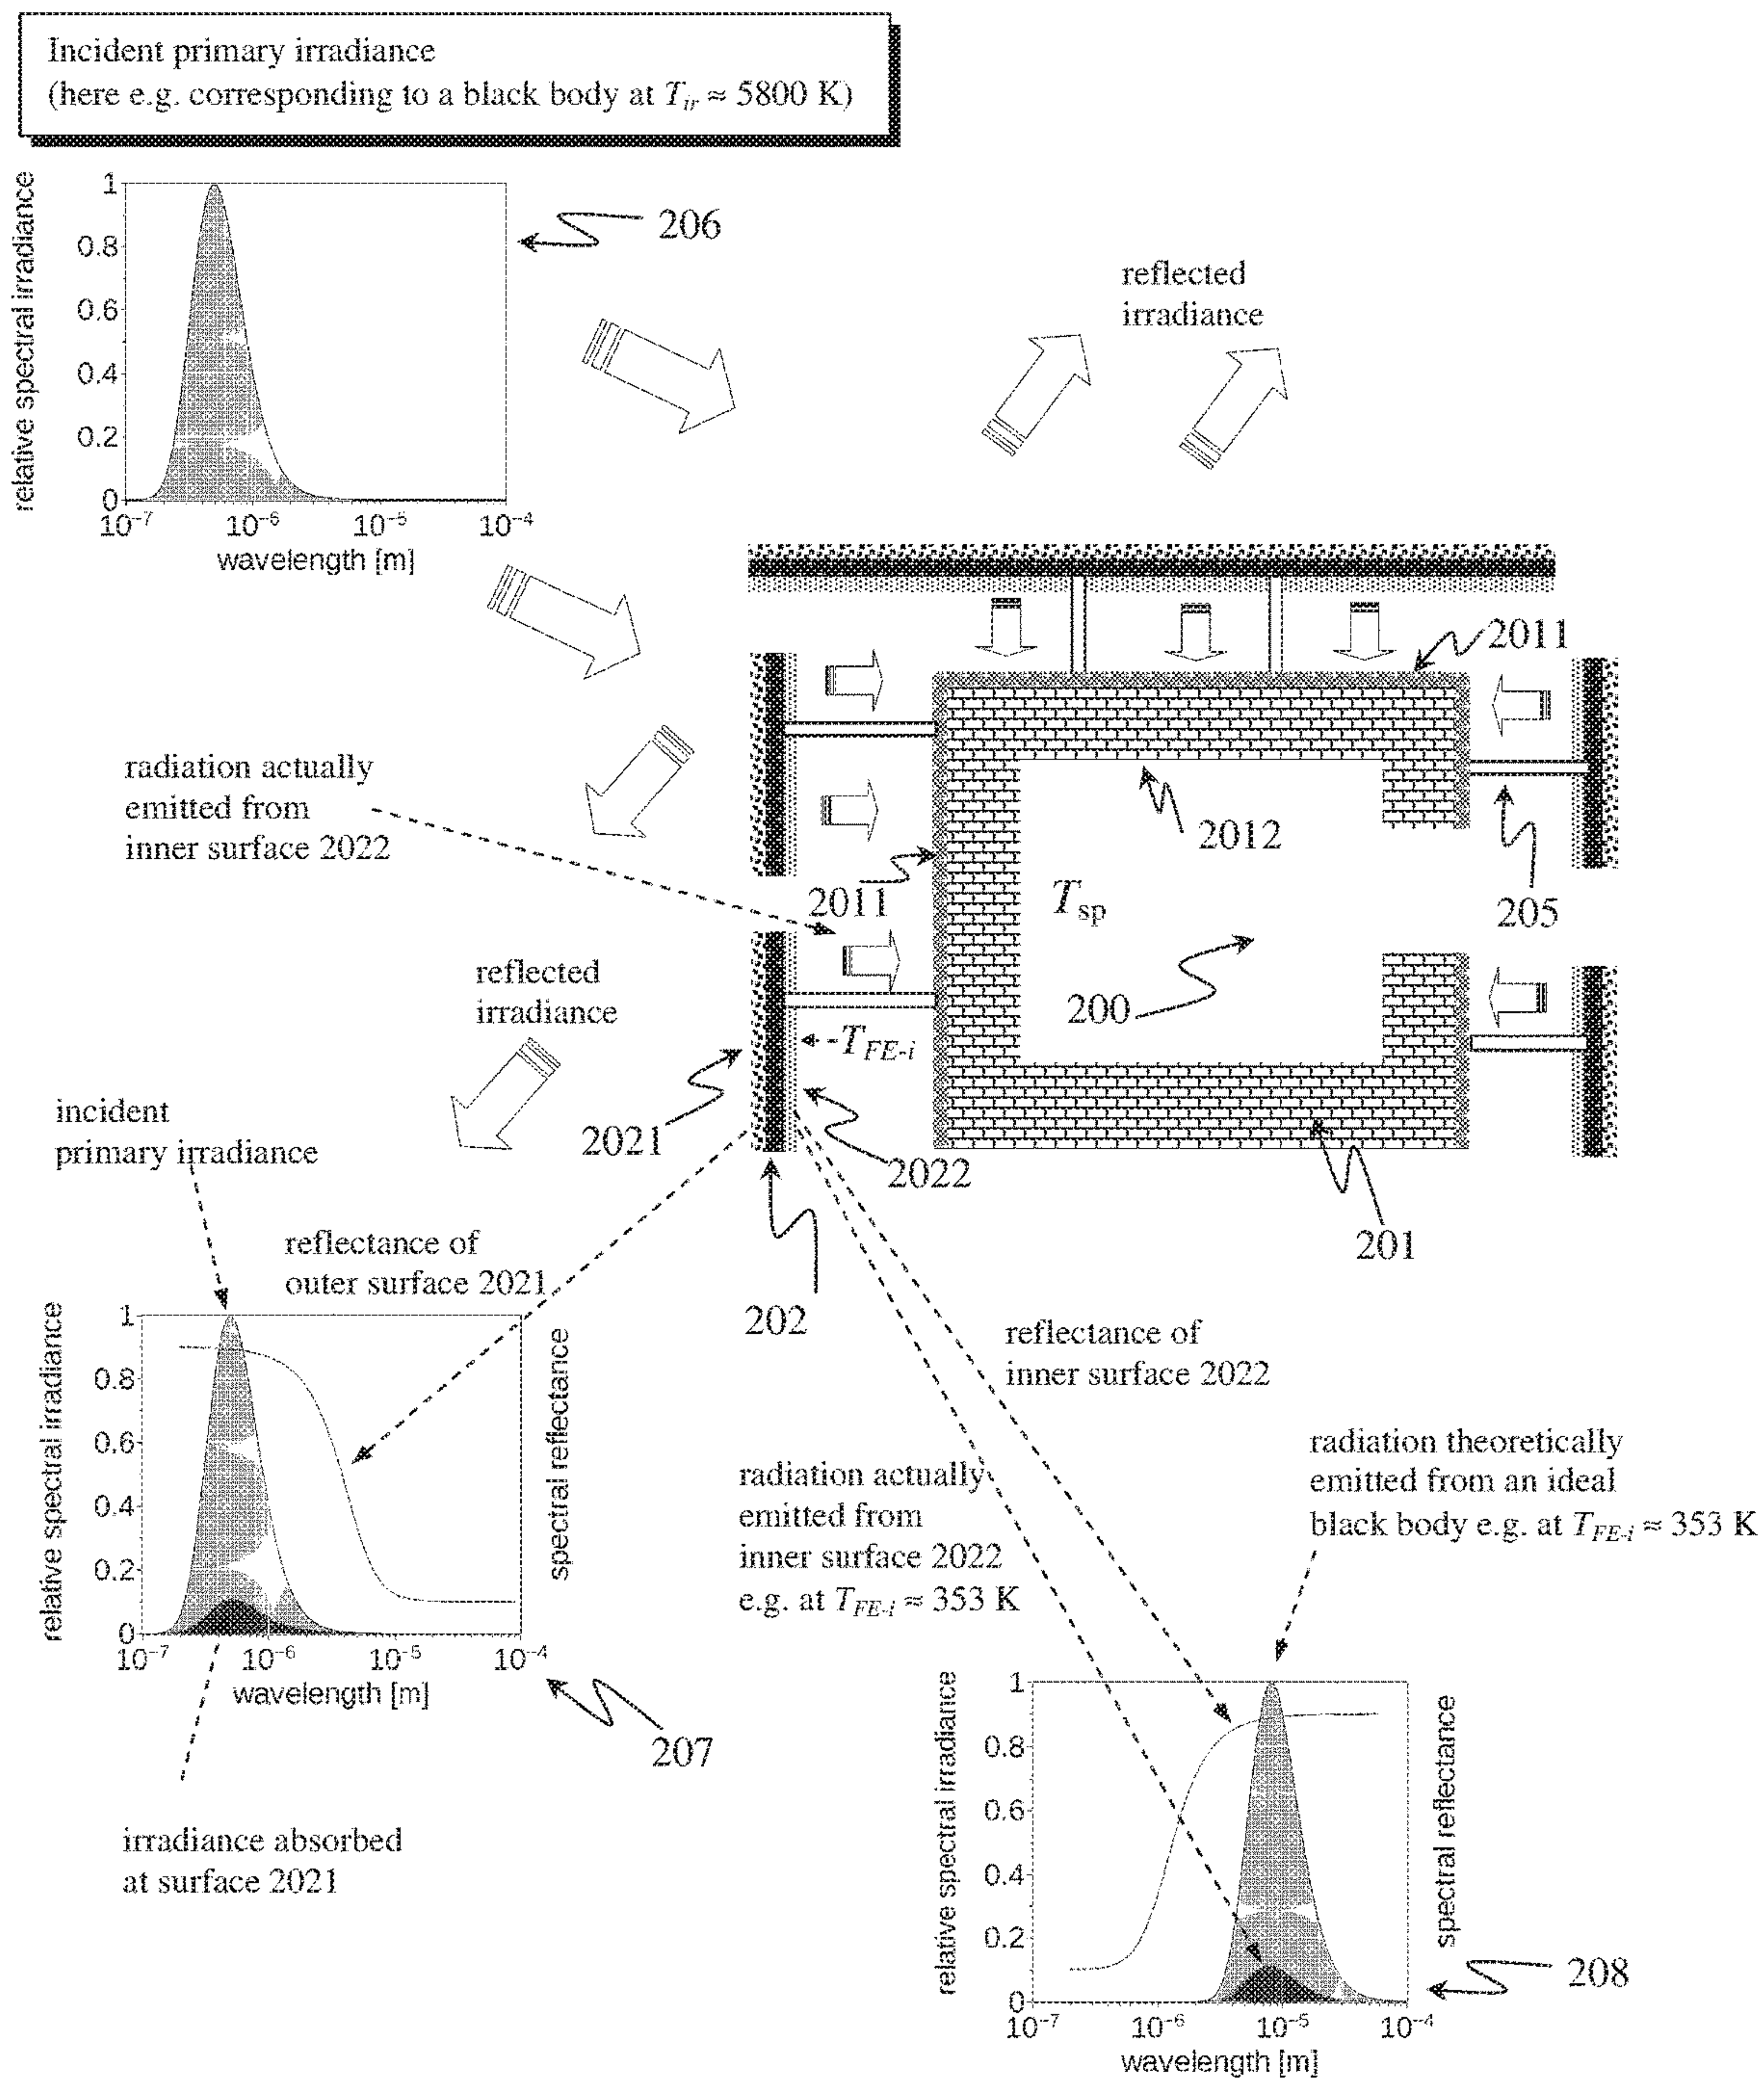 Incident primary irradiance
(here e.g. corresponding to a black body at T_ir ≈ 5800 K)
relative spectral irradiance
1
0.8
0.6
0.4
0.2
0
10⁻⁷ 10⁻⁶ 10⁻⁵ 10⁻⁴
wavelength [m]
206
reflected
irradiance
2011
2012
205
2011
T_sp
200
radiation actually
emitted from
inner surface 2022
reflected
irradiance
T_FE-i
2021
2022
201
202
incident
primary irradiance
reflectance of
outer surface 2021
relative spectral irradiance
1
0.8
0.6
0.4
0.2
0
10⁻⁷ 10⁻⁶ 10⁻⁵ 10⁻⁴
wavelength [m]
spectral reflectance
207
irradiance absorbed
at surface 2021
reflectance of
inner surface 2022
radiation actually
emitted from
inner surface 2022
e.g. at T_FE-i ≈ 353 K
radiation theoretically
emitted from an ideal
black body e.g. at T_FE-i ≈ 353 K
relative spectral irradiance
1
0.8
0.6
0.4
0.2
0
10⁻⁷ 10⁻⁶ 10⁻⁵ 10⁻⁴
wavelength [m]
spectral reflectance
208